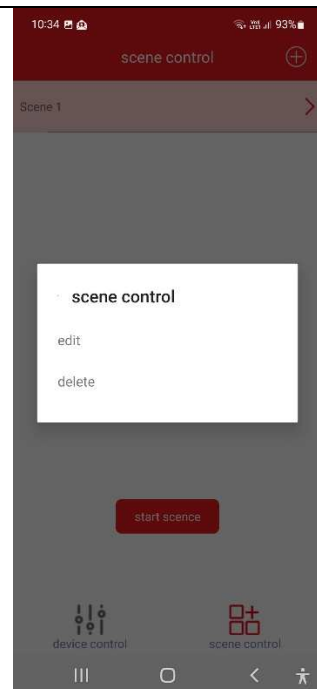 10:34 93%
scene control
Scene 1
scene control
edit
delete
start scence
device control scene control